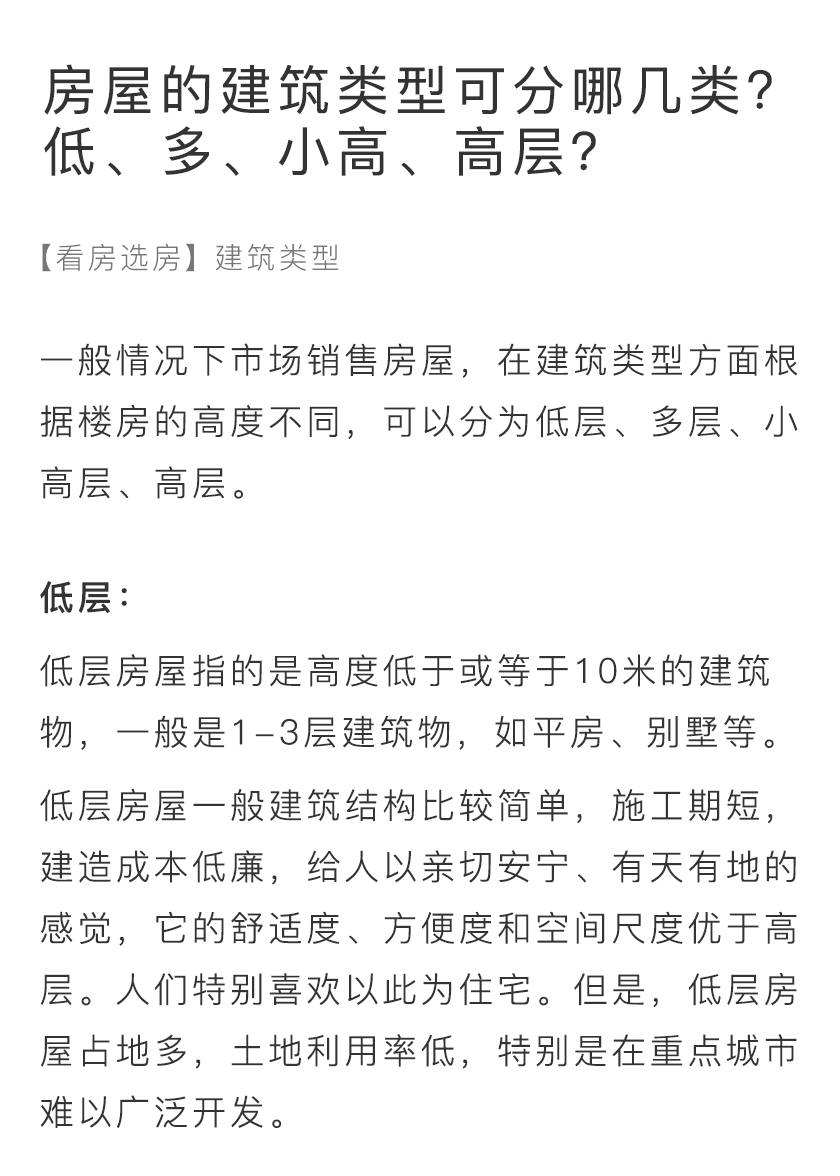 房屋的建筑类型可分哪几类?
低、多、小高、高层?
【看房选房】建筑类型
一般情况下市场销售房屋，在建筑类型方面根
据楼房的高度不同，可以分为低层、多层、小
高层、高层。
低层：
低层房屋指的是高度低于或等于10米的建筑
物，一般是1-3层建筑物，如平房、别墅等。
低层房屋一般建筑结构比较简单，施工期短，
建造成本低廉，给人以亲切安宁、有天有地的
感觉，它的舒适度、方便度和空间尺度优于高
层。人们特别喜欢以此为住宅。但是，低层房
屋占地多，土地利用率低，特别是在重点城市
难以广泛开发。